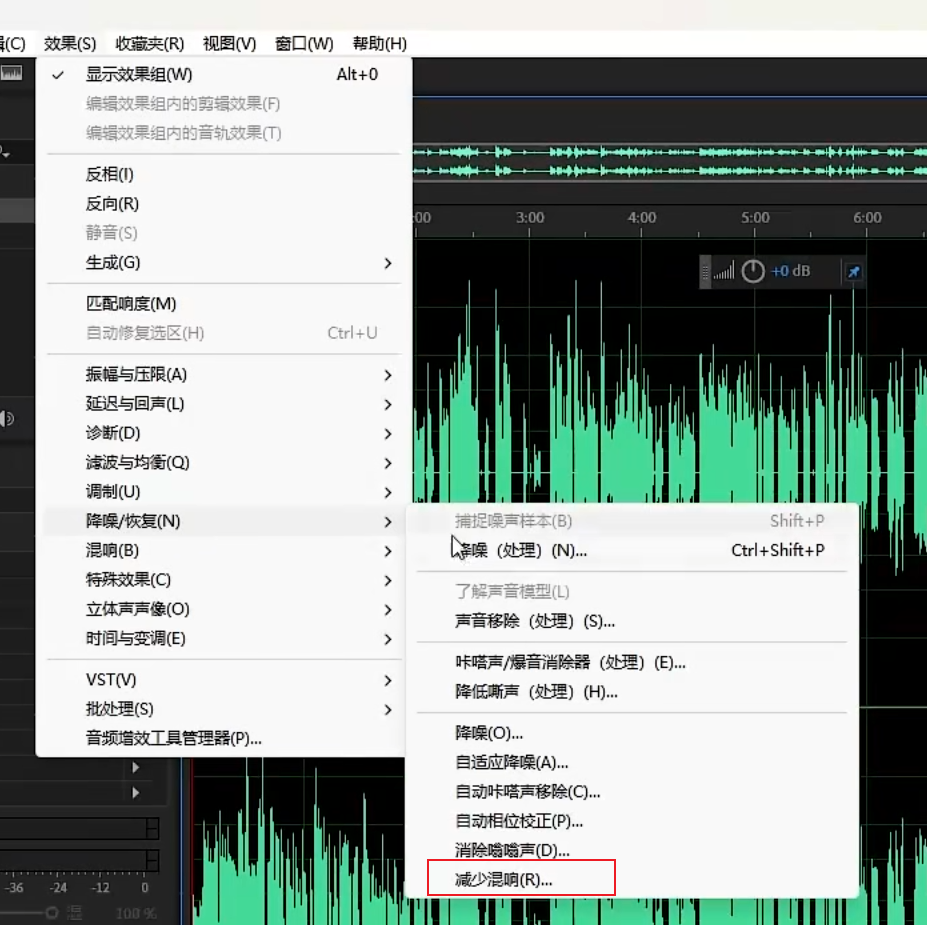 (C) 效果(S) 收藏夹(R) 视图(V) 窗口(W) 帮助(H)
显示效果组(W) Alt+0
编辑效果组内的剪辑效果(F)
编辑效果组内的音轨效果(T)
反相(I)
反向(R)
静音(S)
生成(G)
匹配响度(M)
自动修复选区(H) Ctrl+U
振幅与压限(A)
延迟与回声(L)
诊断(D)
滤波与均衡(Q)
调制(U)
降噪/恢复(N)
混响(B)
特殊效果(C)
立体声声像(O)
时间与变调(E)
VST(V)
批处理(S)
音频增效工具管理器(P)...
:00 3:00 4:00 5:00 6:00
+0 dB
捕捉噪声样本(B) Shift+P
降噪（处理）(N)... Ctrl+Shift+P
了解声音模型(L)
声音移除（处理）(S)...
咔嗒声/爆音消除器（处理）(E)...
降低嘶声（处理）(H)...
降噪(O)...
自适应降噪(A)...
自动咔嗒声移除(C)...
自动相位校正(P)...
消除嗡嗡声(D)...
减少混响(R)...
-36 -24 -12 0
湿 100 %